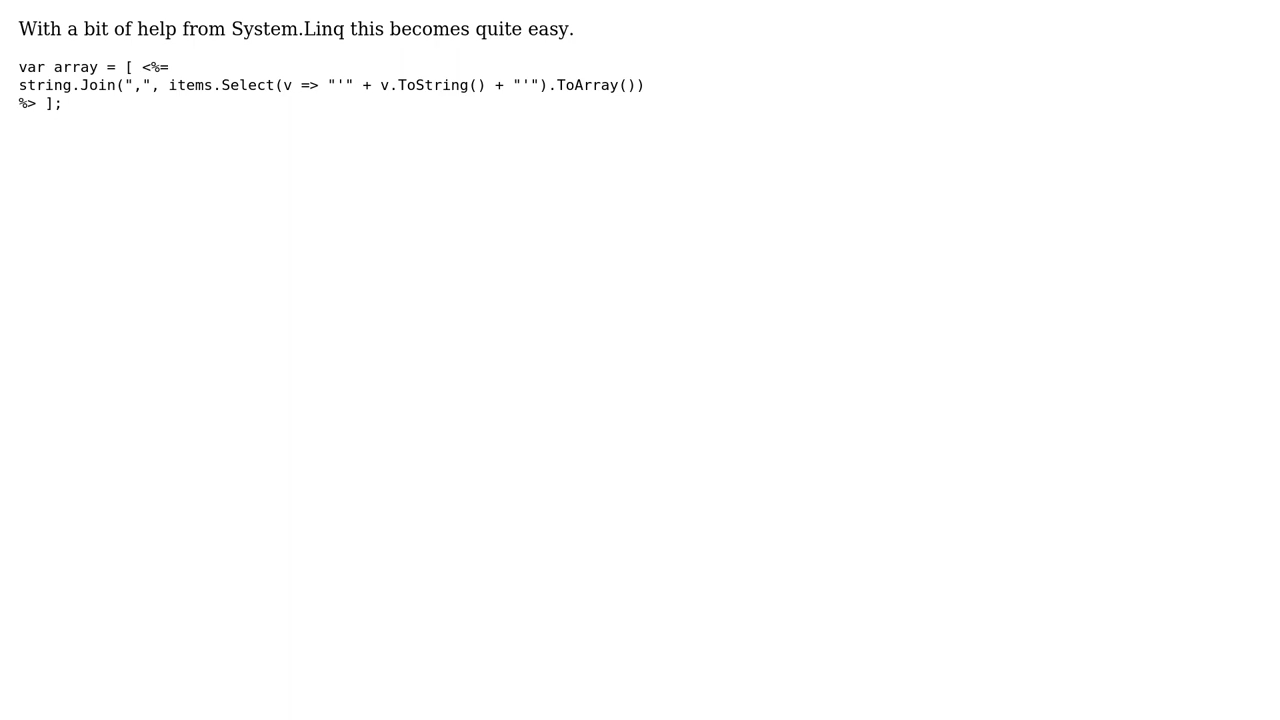 With a bit of help from System.Linq this becomes quite easy.
var array = [ <%=
string.Join(",", items.Select(v => "'" + v.ToString() + "'").ToArray())
%> ];